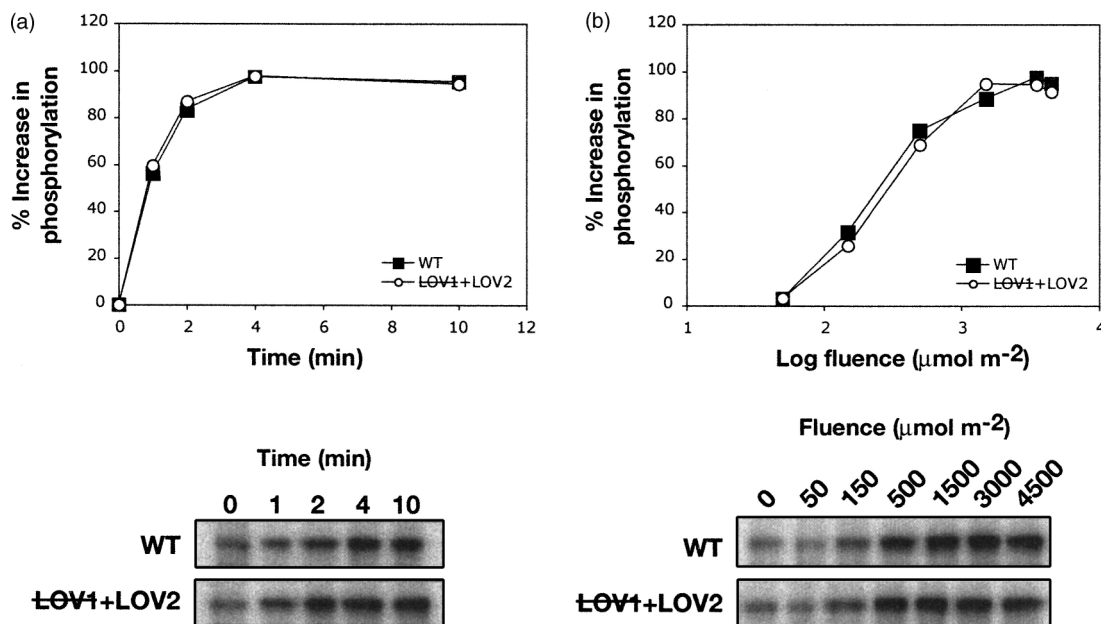 (a)
120
100
80
60
40
20
0
% Increase in
phosphorylation
WT
LOV1+LOV2
0 2 4 6 8 10 12
Time (min)
(b)
120
100
80
60
40
20
0
% Increase in
phosphorylation
WT
LOV1+LOV2
1 2 3 4
Log fluence (μmol m-2)
Time (min)
0 1 2 4 10
WT
LOV1+LOV2
Fluence (μmol m-2)
0 50 150 500 1500 3000 4500
WT
LOV1+LOV2